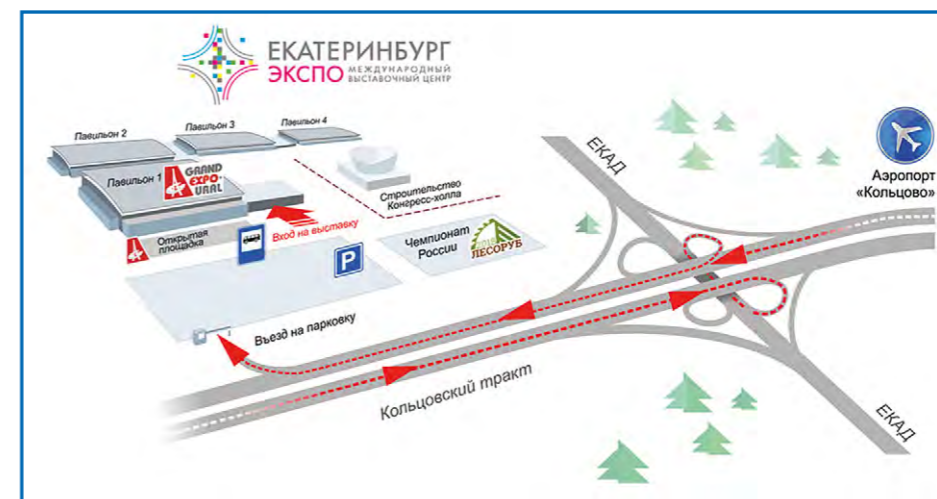 ЕКАТЕРИНБУРГ
ЭКСПО МЕЖДУНАРОДНЫЙ
ВЫСТАВОЧНЫЙ ЦЕНТР
Павильон 2
Павильон 3
Павильон 4
Павильон 1
GRAND
EXPO-
URAL
Строительство
Конгресс-холла
Вход на выставку
Открытая
площадка
P
Чемпионат
России
2018
ЛЕСОРУБ
Въезд на парковку
Кольцовский тракт
ЕКАД
Аэропорт
«Кольцово»
ЕКАД